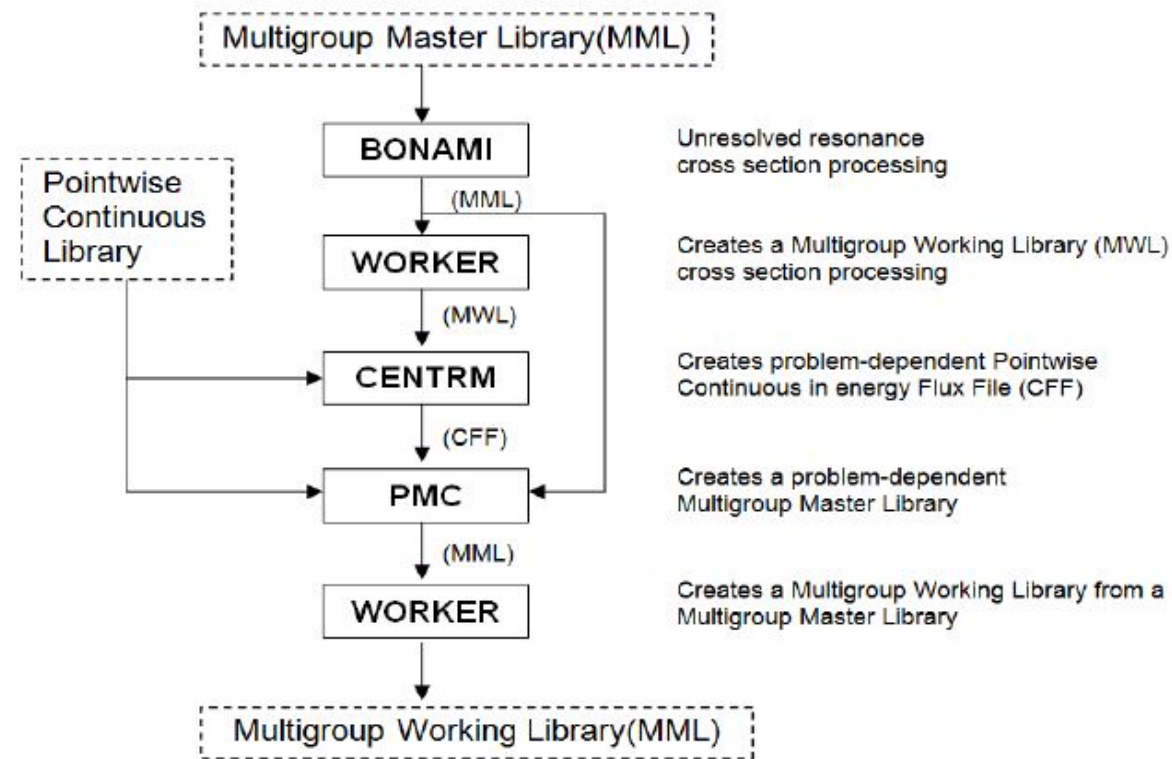 Multigroup Master Library(MML)
BONAMI
Unresolved resonance
cross section processing
Pointwise
Continuous
Library
(MML)
WORKER
Creates a Multigroup Working Library (MWL)
cross section processing
(MWL)
CENTRM
Creates problem-dependent Pointwise
Continuous in energy Flux File (CFF)
(CFF)
PMC
Creates a problem-dependent
Multigroup Master Library
(MML)
WORKER
Creates a Multigroup Working Library from a
Multigroup Master Library
Multigroup Working Library(MML)